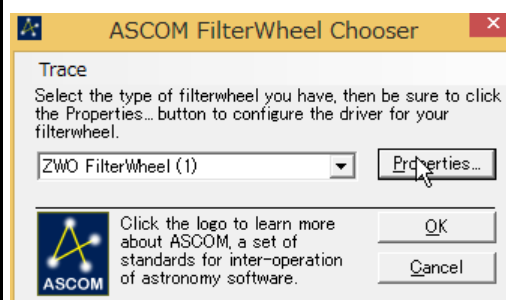 ASCOM FilterWheel Chooser
Trace
Select the type of filterwheel you have, then be sure to click
the Properties... button to configure the driver for your
filterwheel.
ZWO FilterWheel (1)
Properties...
Click the logo to learn more
about ASCOM, a set of
standards for inter-operation
of astronomy software.
ASCOM
OK
Cancel